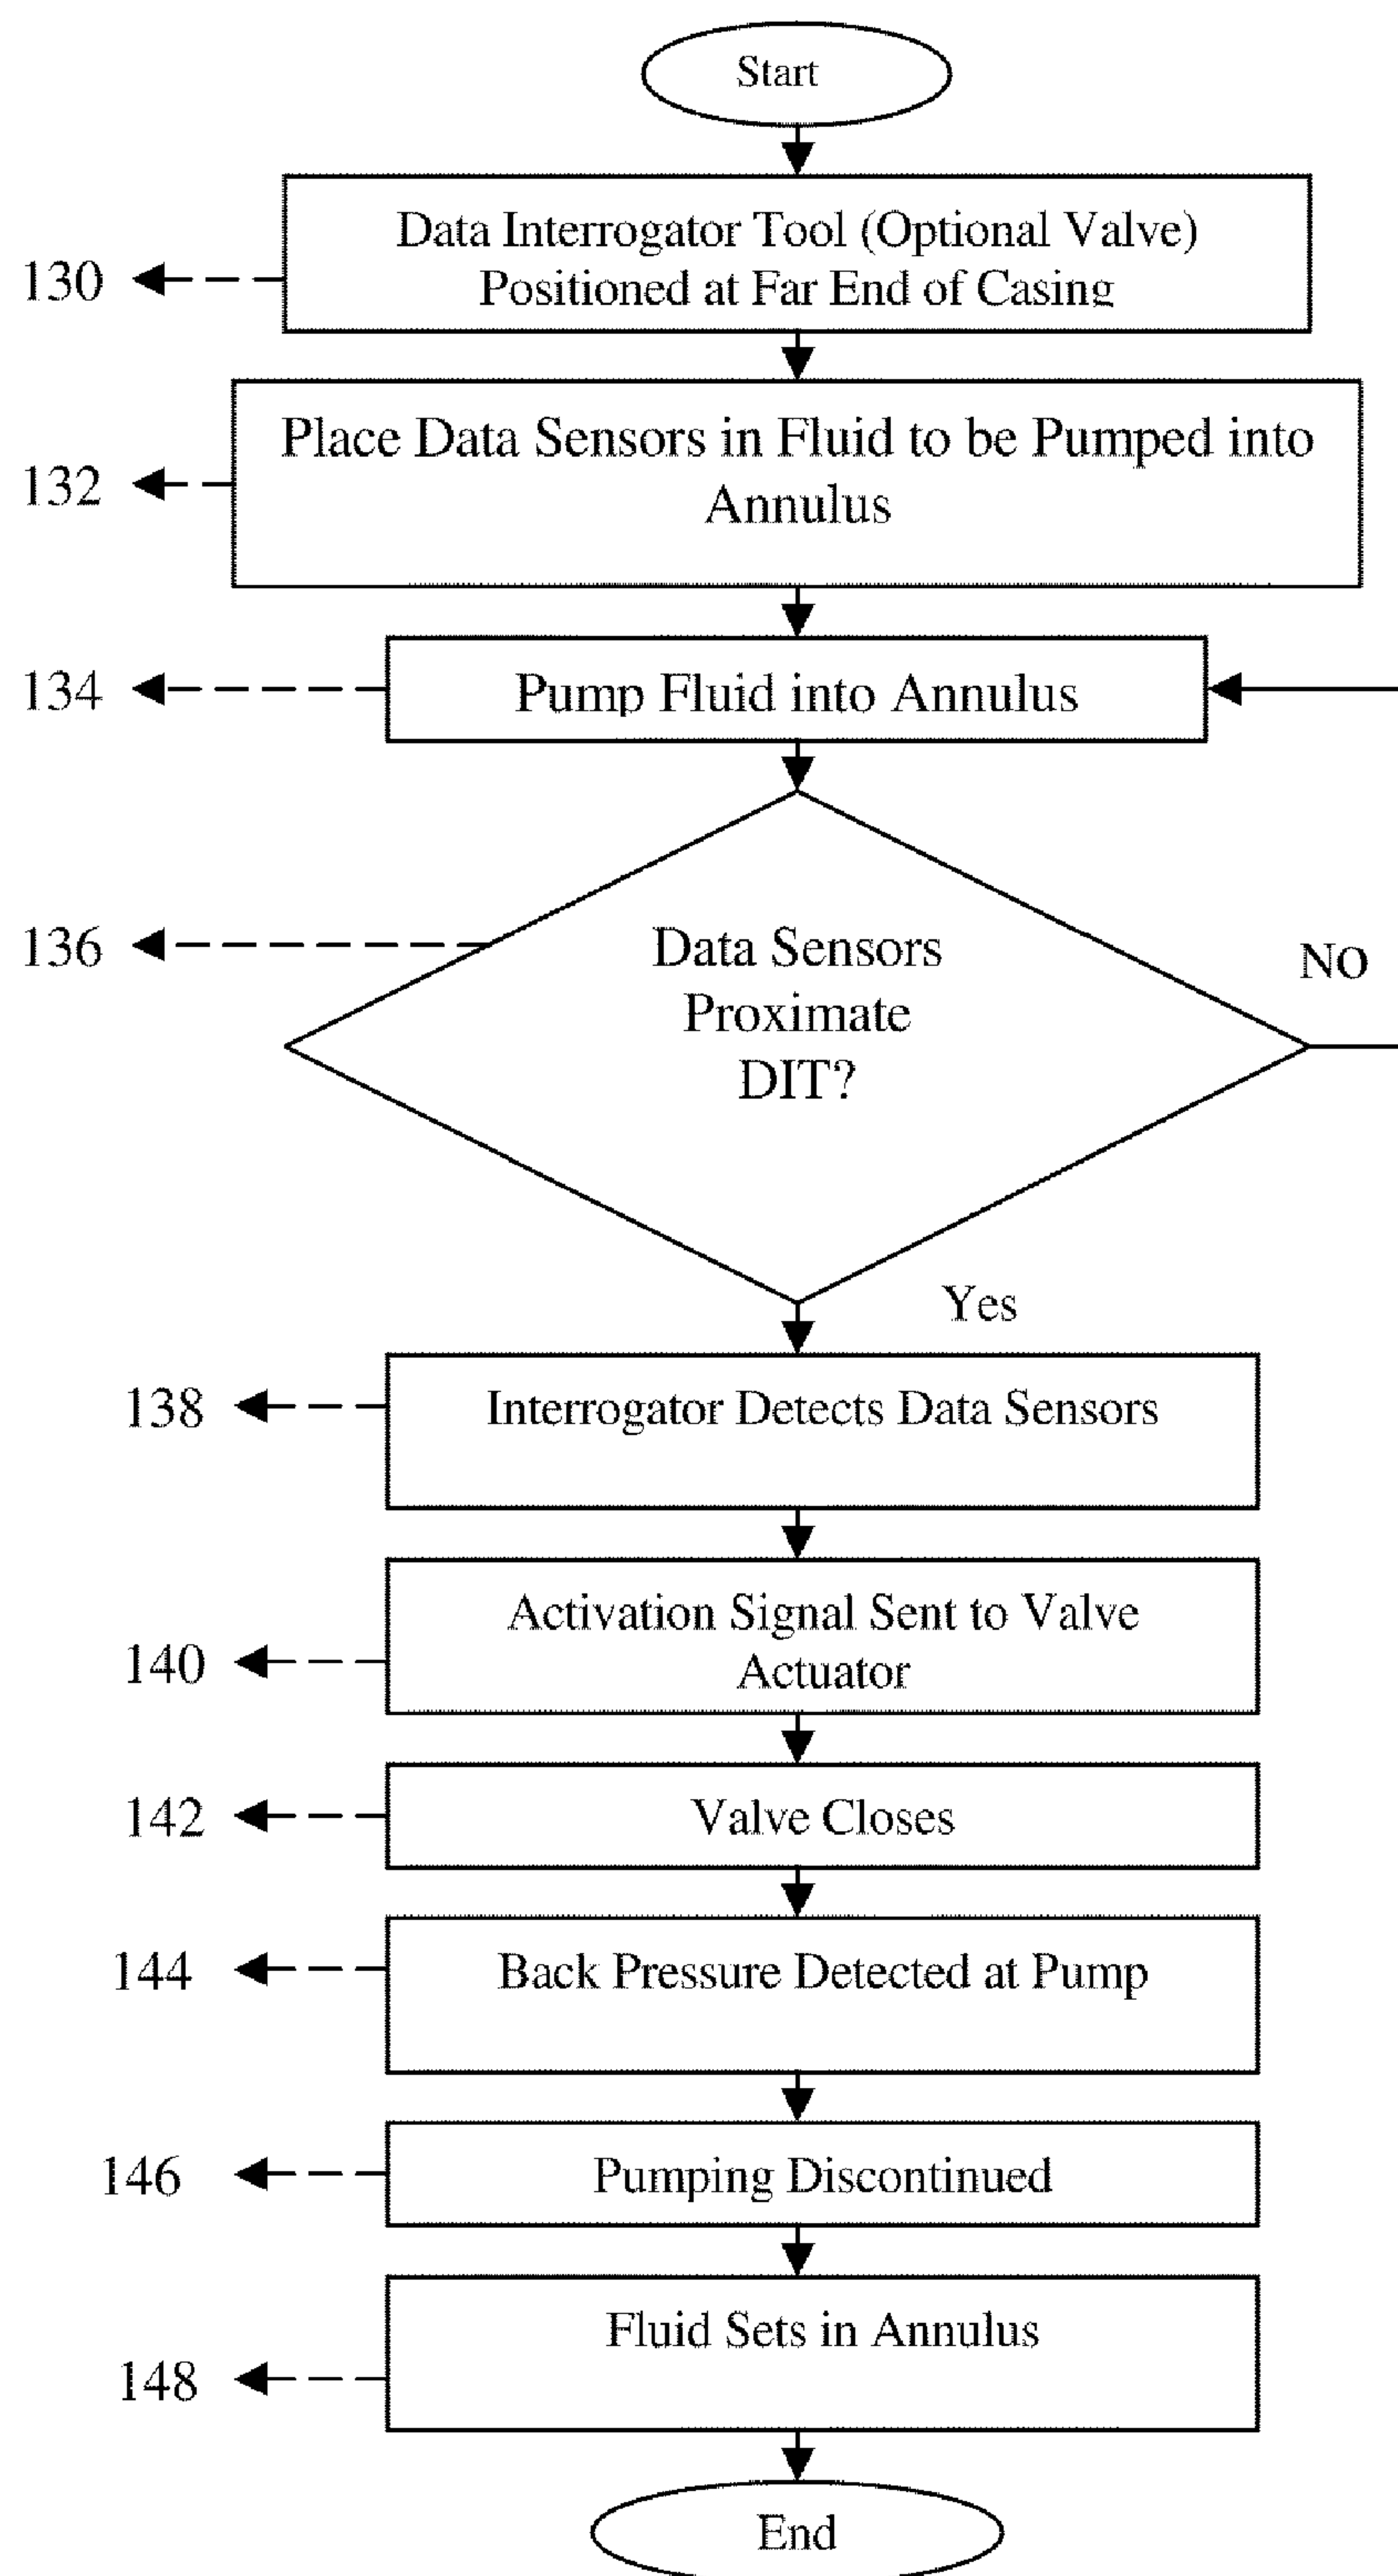 Start
Data Interrogator Tool (Optional Valve)
Positioned at Far End of Casing
130
Place Data Sensors in Fluid to be Pumped into
Annulus
132
Pump Fluid into Annulus
134
Data Sensors
Proximate
DIT?
136
NO
Yes
Interrogator Detects Data Sensors
138
Activation Signal Sent to Valve
Actuator
140
Valve Closes
142
Back Pressure Detected at Pump
144
Pumping Discontinued
146
Fluid Sets in Annulus
148
End